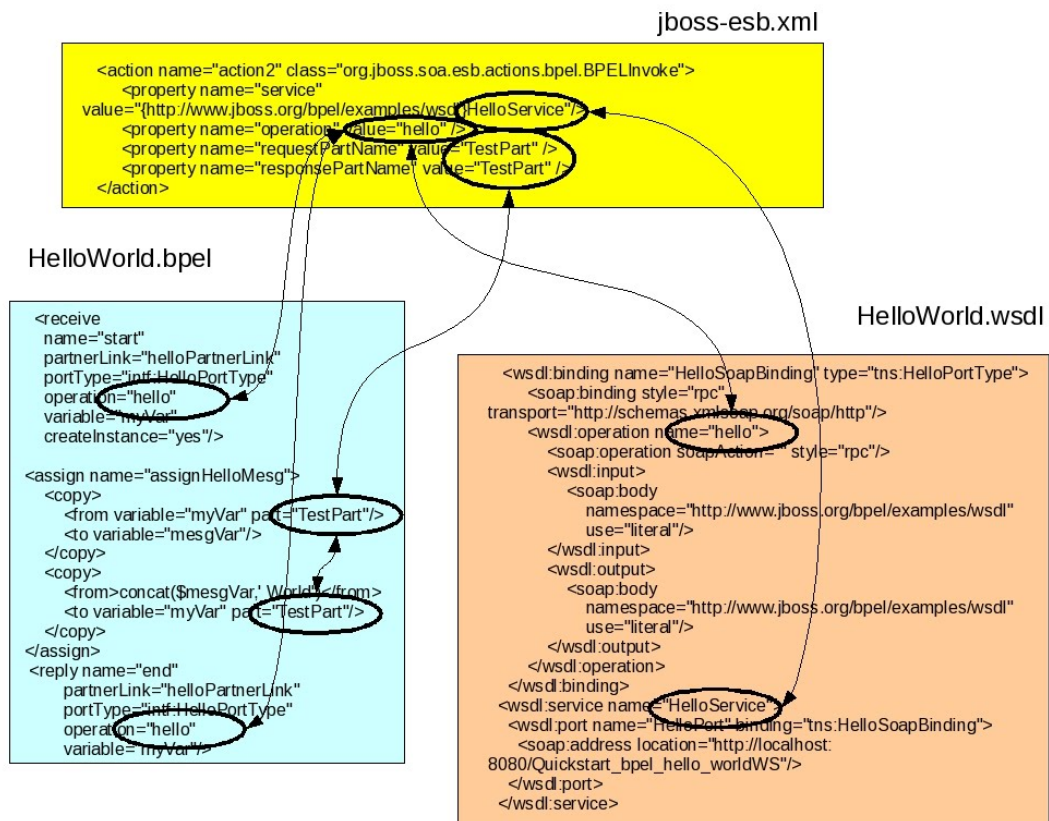 jboss-esb.xml
<action name="action2" class="org.jboss.soa.esb.actions.bpel.BPELInvoke">
<property name="service"
value="{http://www.jboss.org/bpel/examples/wsdl}HelloService"/>
<property name="operation" value="hello" />
<property name="requestPartName" value="TestPart" />
<property name="responsePartName" value="TestPart" />
</action>
HelloWorld.bpel
<receive
name="start"
partnerLink="helloPartnerLink"
portType="intf:HelloPortType"
operation="hello"
variable="myVar"
createInstance="yes"/>
<assign name="assignHelloMesg">
<copy>
<from variable="myVar" part="TestPart"/>
<to variable="mesgVar"/>
</copy>
<copy>
<from>concat($mesgVar,' World')</from>
<to variable="myVar" part="TestPart"/>
</copy>
</assign>
<reply name="end"
partnerLink="helloPartnerLink"
portType="intf:HelloPortType"
operation="hello"
variable="myVar"/>
HelloWorld.wsdl
<wsdl:binding name="HelloSoapBinding" type="tns:HelloPortType">
<soap:binding style="rpc"
transport="http://schemas.xmlsoap.org/soap/http"/>
<wsdl:operation name="hello">
<soap:operation soapAction="" style="rpc"/>
<wsdl:input>
<soap:body
namespace="http://www.jboss.org/bpel/examples/wsdl"
use="literal"/>
</wsdl:input>
<wsdl:output>
<soap:body
namespace="http://www.jboss.org/bpel/examples/wsdl"
use="literal"/>
</wsdl:output>
</wsdl:operation>
</wsdl:binding>
<wsdl:service name="HelloService">
<wsdl:port name="HelloPort" binding="tns:HelloSoapBinding">
<soap:address location="http://localhost:
8080/Quickstart_bpel_hello_worldWS"/>
</wsdl:port>
</wsdl:service>